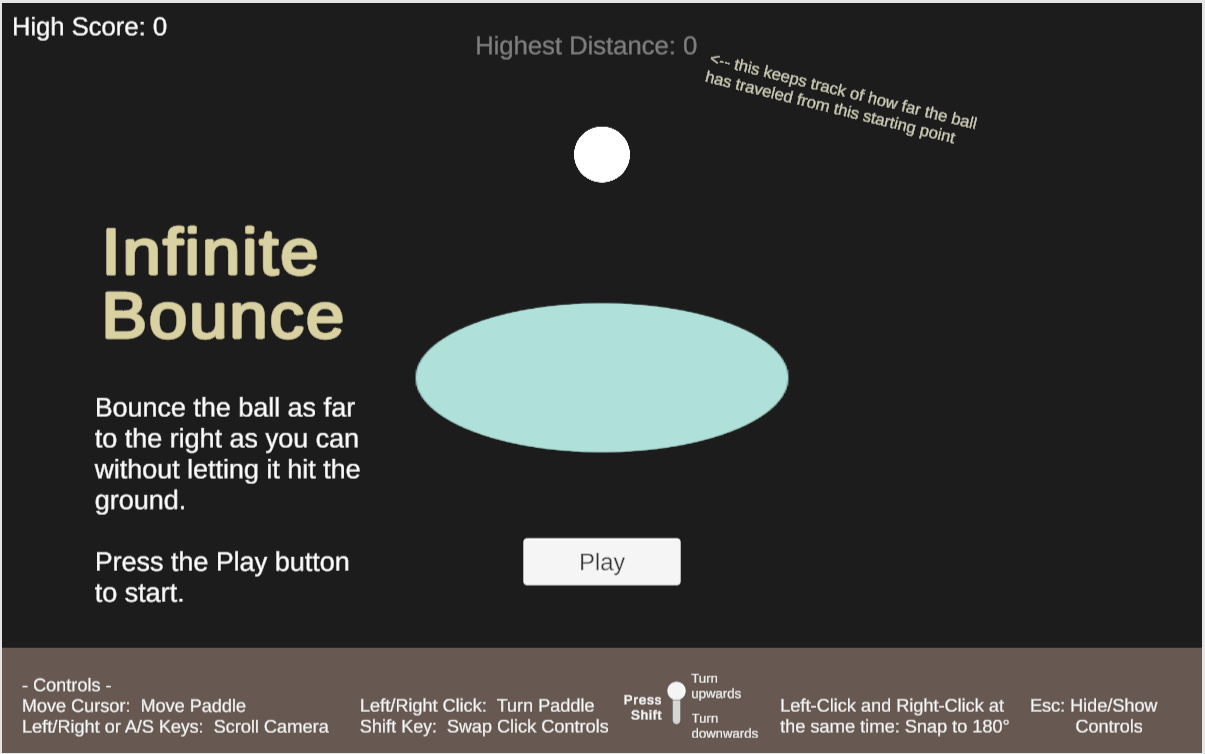 High Score: 0
Highest Distance: 0
<-- this keeps track of how far the ball
has traveled from this starting point
Infinite
Bounce
Bounce the ball as far
to the right as you can
without letting it hit the
ground.
Press the Play button
to start.
Play
- Controls -
Move Cursor:  Move Paddle
Left/Right or A/S Keys:  Scroll Camera
Left/Right Click:  Turn Paddle
Shift Key:  Swap Click Controls
Press
Shift
Turn
upwards
Turn
downwards
Left-Click and Right-Click at
the same time: Snap to 180°
Esc: Hide/Show
Controls